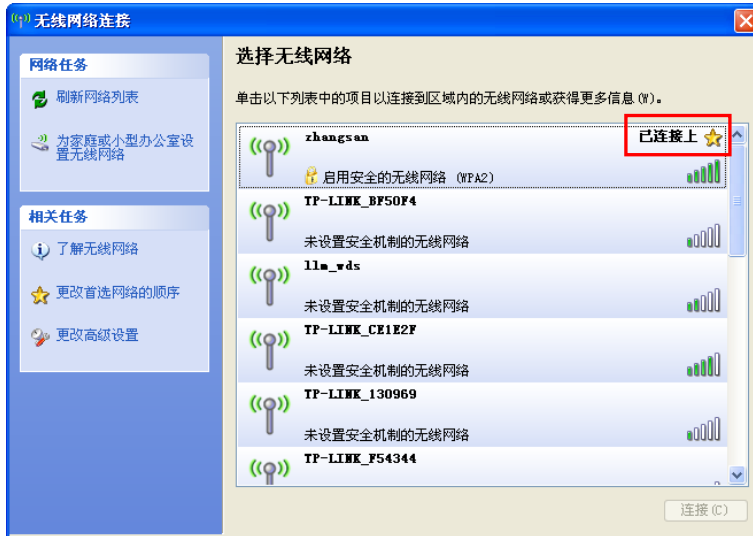 无线网络连接
网络任务
刷新网络列表
为家庭或小型办公室设
置无线网络
相关任务
了解无线网络
更改首选网络的顺序
更改高级设置
选择无线网络
单击以下列表中的项目以连接到区域内的无线网络或获得更多信息(W)。
zhangsan 已连接上
启用安全的无线网络 (WPA2)
TP-LINK_BF50F4
未设置安全机制的无线网络
llm_wds
未设置安全机制的无线网络
TP-LINK_CE1E2F
未设置安全机制的无线网络
TP-LINK_130969
未设置安全机制的无线网络
TP-LINK_F54344
连接(C)